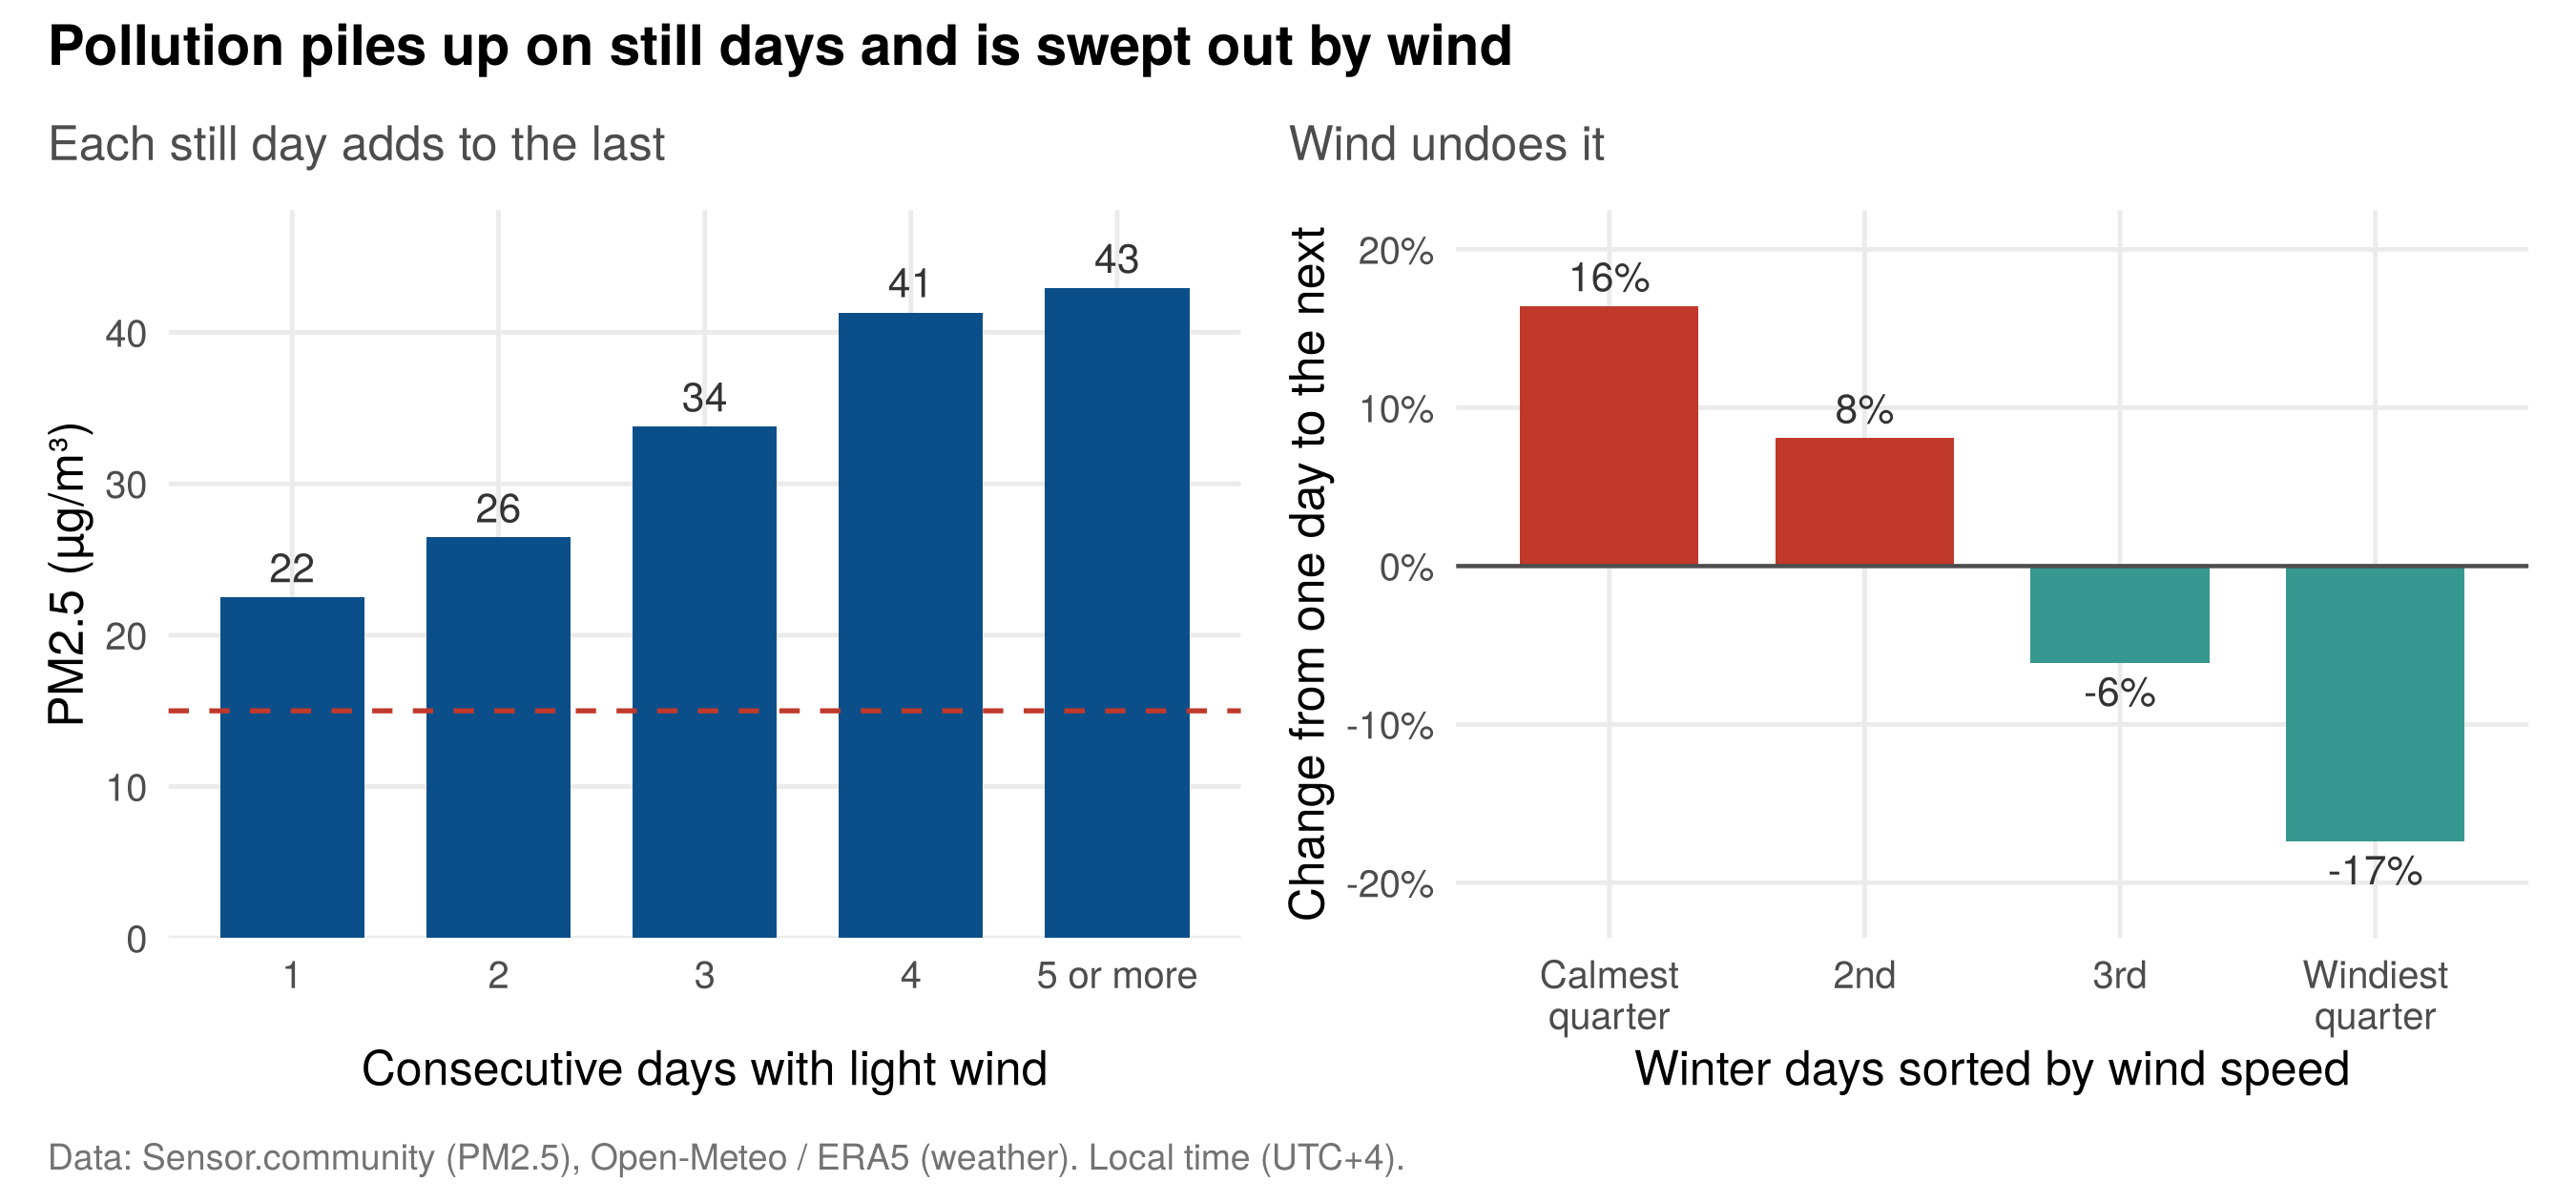 Pollution piles up on still days and is swept out by wind
Each still day adds to the last
PM2.5 (µg/m³)
40
30
20
10
0
22
26
34
41
43
1
2
3
4
5 or more
Consecutive days with light wind
Wind undoes it
Change from one day to the next
20%
10%
0%
-10%
-20%
16%
8%
-6%
-17%
Calmest
quarter
2nd
3rd
Windiest
quarter
Winter days sorted by wind speed
Data: Sensor.community (PM2.5), Open-Meteo / ERA5 (weather). Local time (UTC+4).